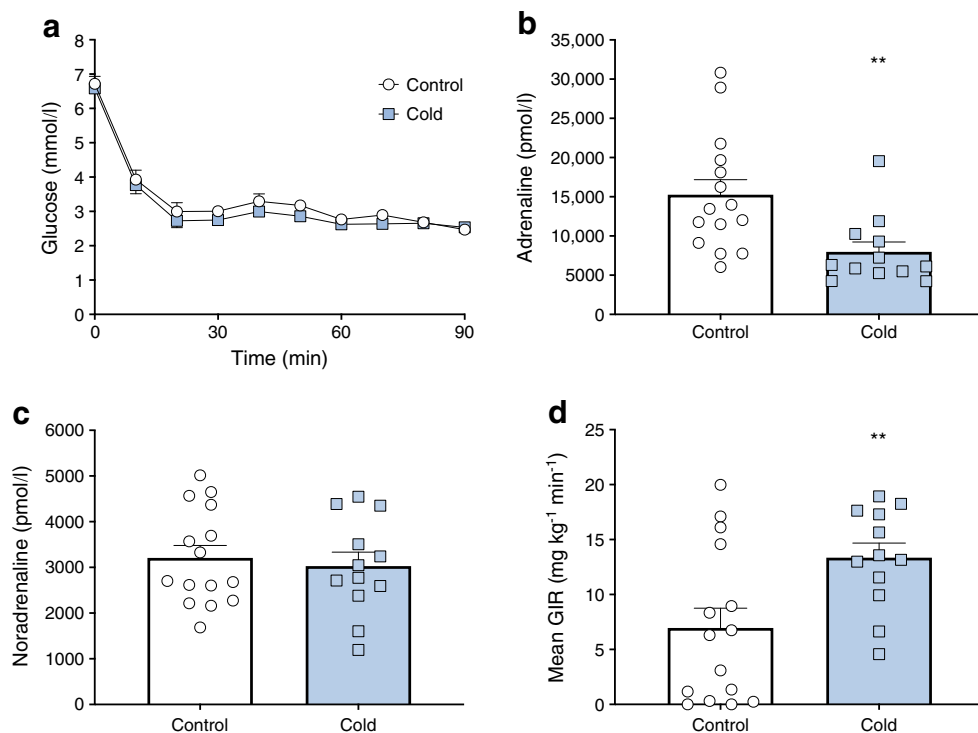 a
Glucose (mmol/l)
8
7
6
5
4
3
2
1
0
0 30 60 90
Time (min)
Control
Cold
b
Adrenaline (pmol/l)
35,000
30,000
25,000
20,000
15,000
10,000
5000
0
**
Control Cold
c
Noradrenaline (pmol/l)
6000
5000
4000
3000
2000
1000
0
Control Cold
d
Mean GIR (mg kg⁻¹ min⁻¹)
25
20
15
10
5
0
**
Control Cold